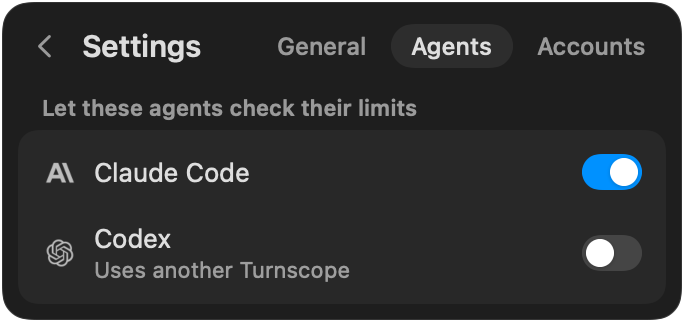 Settings
General
Agents
Accounts
Let these agents check their limits
Claude Code
Codex
Uses another Turnscope